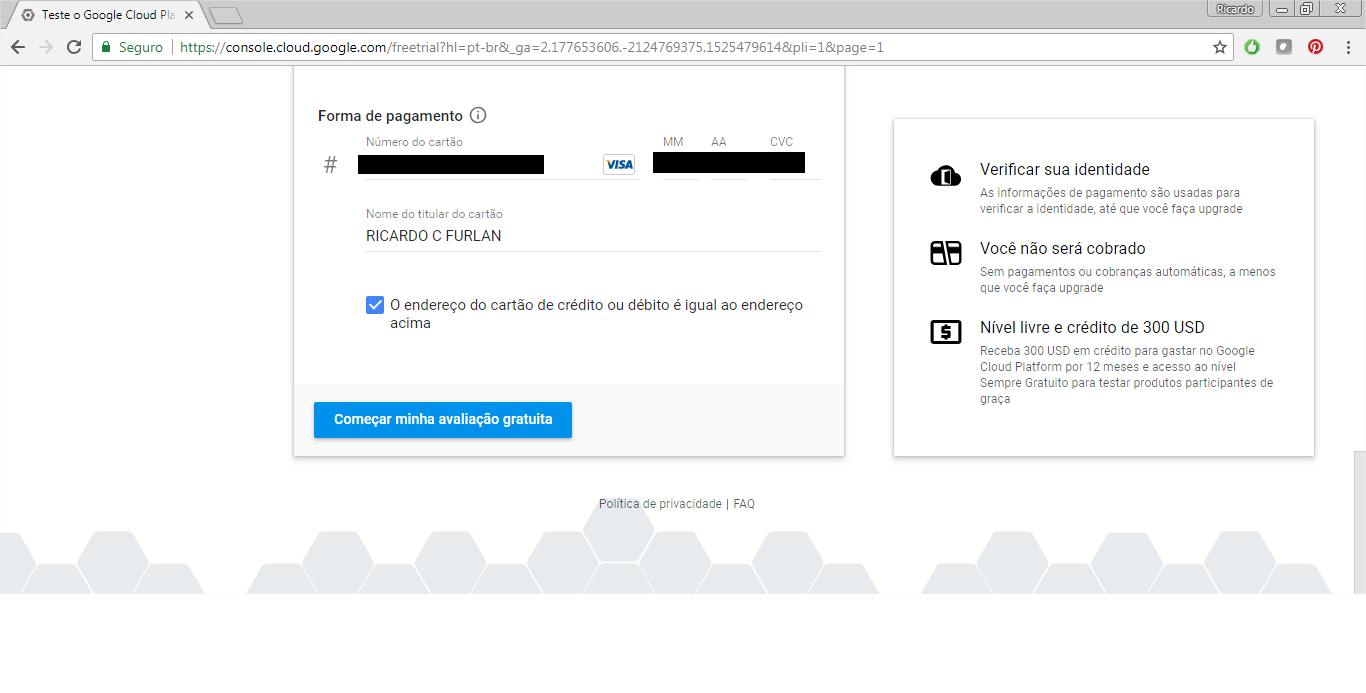 Teste o Google Cloud Pla
Ricardo
Seguro
https://console.cloud.google.com/freetrial?hl=pt-br&_ga=2.177653606.-2124769375.1525479614&pli=1&page=1
Forma de pagamento
Número do cartão
MM AA CVC
#
VISA
Nome do titular do cartão
RICARDO C FURLAN
O endereço do cartão de crédito ou débito é igual ao endereço
acima
Começar minha avaliação gratuita
Verificar sua identidade
As informações de pagamento são usadas para
verificar a identidade, até que você faça upgrade
Você não será cobrado
Sem pagamentos ou cobranças automáticas, a menos
que você faça upgrade
$
Nível livre e crédito de 300 USD
Receba 300 USD em crédito para gastar no Google
Cloud Platform por 12 meses e acesso ao nível
Sempre Gratuito para testar produtos participantes de
graça
Política de privacidade | FAQ